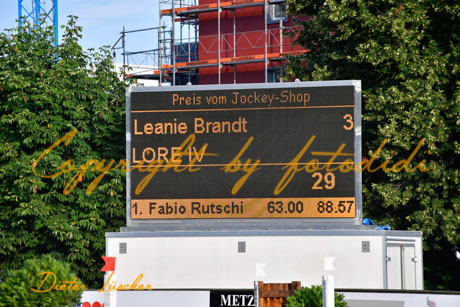 Preis vom Jockey-Shop
Leanie Brandt 3
LORE IV
Copyright by fotodidi
29
1. Fabio Rutschi 63.00 88.57
Dieter Lüscher
METZ